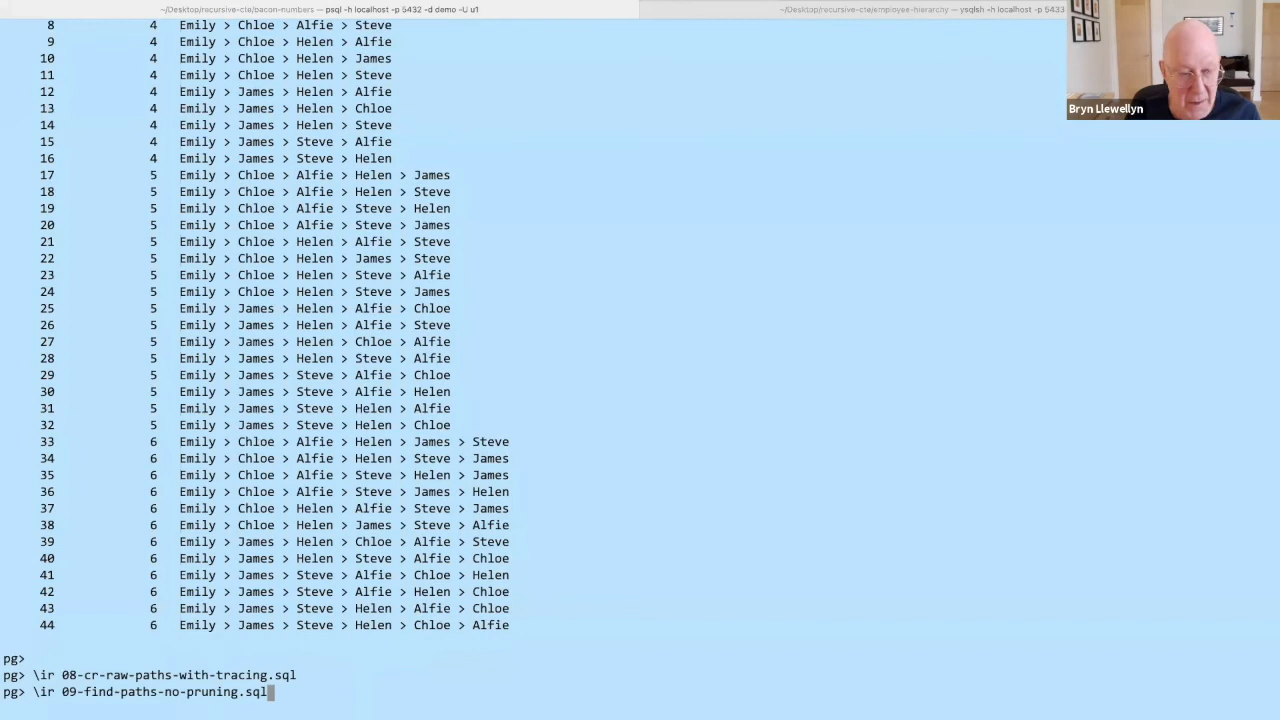 ~/Desktop/recursive-cte/bacon-numbers — psql -h localhost -p 5432 -d demo -U u1
~/Desktop/recursive-cte/employee-hierarchy — ysqlsh -h localhost -p 5433
8 4 Emily > Chloe > Alfie > Steve
9 4 Emily > Chloe > Helen > Alfie
10 4 Emily > Chloe > Helen > James
11 4 Emily > Chloe > Helen > Steve
12 4 Emily > James > Helen > Alfie
13 4 Emily > James > Helen > Chloe
14 4 Emily > James > Helen > Steve
15 4 Emily > James > Steve > Alfie
16 4 Emily > James > Steve > Helen
17 5 Emily > Chloe > Alfie > Helen > James
18 5 Emily > Chloe > Alfie > Helen > Steve
19 5 Emily > Chloe > Alfie > Steve > Helen
20 5 Emily > Chloe > Alfie > Steve > James
21 5 Emily > Chloe > Helen > Alfie > Steve
22 5 Emily > Chloe > Helen > James > Steve
23 5 Emily > Chloe > Helen > Steve > Alfie
24 5 Emily > Chloe > Helen > Steve > James
25 5 Emily > James > Helen > Alfie > Chloe
26 5 Emily > James > Helen > Alfie > Steve
27 5 Emily > James > Helen > Chloe > Alfie
28 5 Emily > James > Helen > Steve > Alfie
29 5 Emily > James > Steve > Alfie > Chloe
30 5 Emily > James > Steve > Alfie > Helen
31 5 Emily > James > Steve > Helen > Alfie
32 5 Emily > James > Steve > Helen > Chloe
33 6 Emily > Chloe > Alfie > Helen > James > Steve
34 6 Emily > Chloe > Alfie > Helen > Steve > James
35 6 Emily > Chloe > Alfie > Steve > Helen > James
36 6 Emily > Chloe > Alfie > Steve > James > Helen
37 6 Emily > Chloe > Helen > Alfie > Steve > James
38 6 Emily > Chloe > Helen > James > Steve > Alfie
39 6 Emily > James > Helen > Chloe > Alfie > Steve
40 6 Emily > James > Helen > Steve > Alfie > Chloe
41 6 Emily > James > Steve > Alfie > Chloe > Helen
42 6 Emily > James > Steve > Alfie > Helen > Chloe
43 6 Emily > James > Steve > Helen > Alfie > Chloe
44 6 Emily > James > Steve > Helen > Chloe > Alfie
pg>
pg> \ir 08-cr-raw-paths-with-tracing.sql
pg> \ir 09-find-paths-no-pruning.sql
Bryn Llewellyn